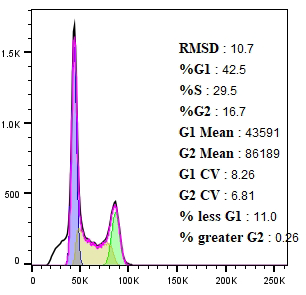 1.5K
1.0K
500
0
0
50K
100K
150K
200K
250K
RMSD : 10.7
%G1 : 42.5
%S : 29.5
%G2 : 16.7
G1 Mean : 43591
G2 Mean : 86189
G1 CV : 8.26
G2 CV : 6.81
% less G1 : 11.0
% greater G2 : 0.26